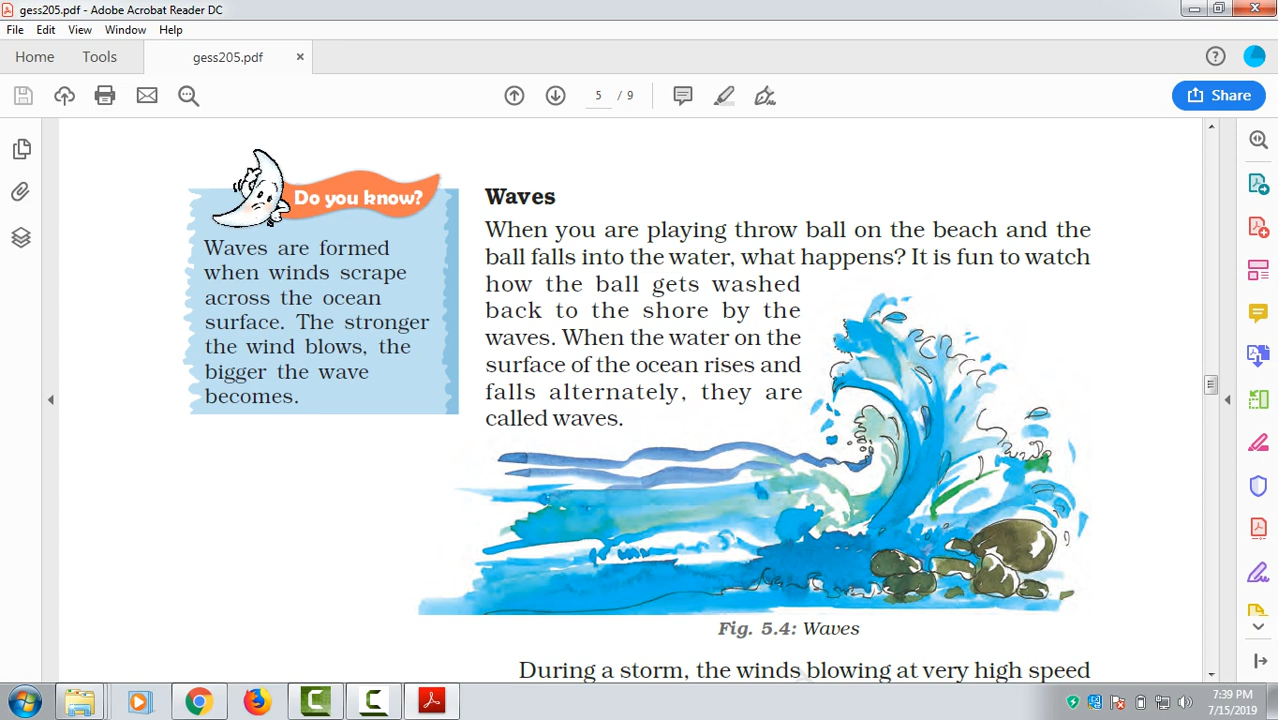 gess205.pdf - Adobe Acrobat Reader DC
File Edit View Window Help
Home Tools gess205.pdf ×
5 / 9
Share
Do you know?
Waves are formed
when winds scrape
across the ocean
surface. The stronger
the wind blows, the
bigger the wave
becomes.
Waves
When you are playing throw ball on the beach and the
ball falls into the water, what happens? It is fun to watch
how the ball gets washed
back to the shore by the
waves. When the water on the
surface of the ocean rises and
falls alternately, they are
called waves.
Fig. 5.4: Waves
During a storm, the winds blowing at very high speed
7:39 PM
7/15/2019